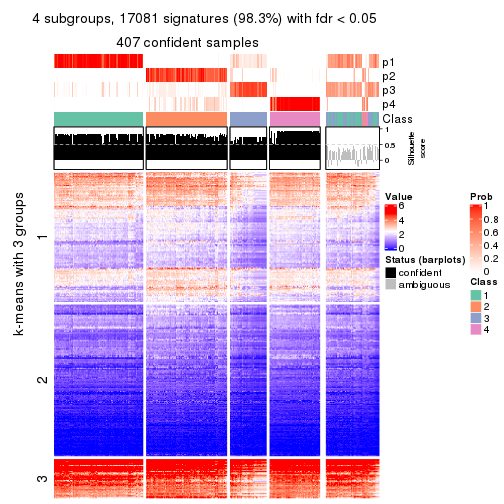 4 subgroups, 17081 signatures (98.3%) with fdr < 0.05
407 confident samples
p1
p2
p3
p4
Class
1
0.5
0
Silhouette
score
k-means with 3 groups
1
2
3
Value
6
4
2
0
Status (barplots)
confident
ambiguous
Prob
1
0.8
0.6
0.4
0.2
0
Class
1
2
3
4